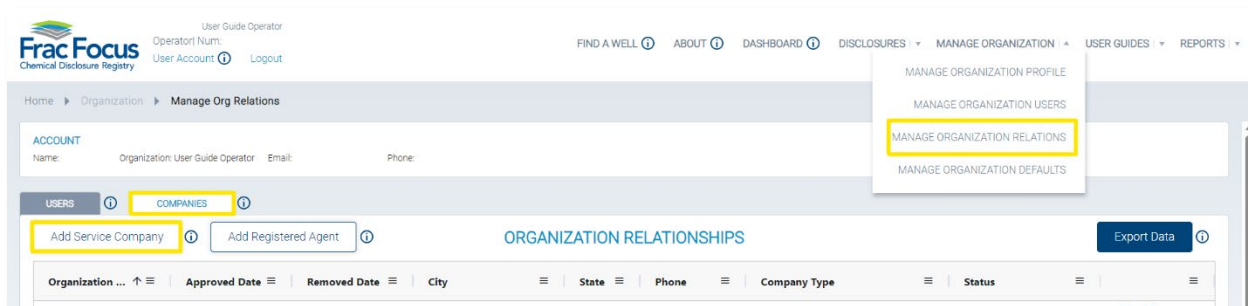 User Guide Operator
Frac Focus
Chemical Disclosure Registry
Operator| Num:
User Account Logout
FIND A WELL ABOUT DASHBOARD DISCLOSURES MANAGE ORGANIZATION USER GUIDES REPORTS
MANAGE ORGANIZATION PROFILE
MANAGE ORGANIZATION USERS
MANAGE ORGANIZATION RELATIONS
MANAGE ORGANIZATION DEFAULTS
Home Organization Manage Org Relations
ACCOUNT
Name: Organization: User Guide Operator Email: Phone:
USERS COMPANIES
Add Service Company Add Registered Agent ORGANIZATION RELATIONSHIPS Export Data
Organization ... Approved Date Removed Date City State Phone Company Type Status